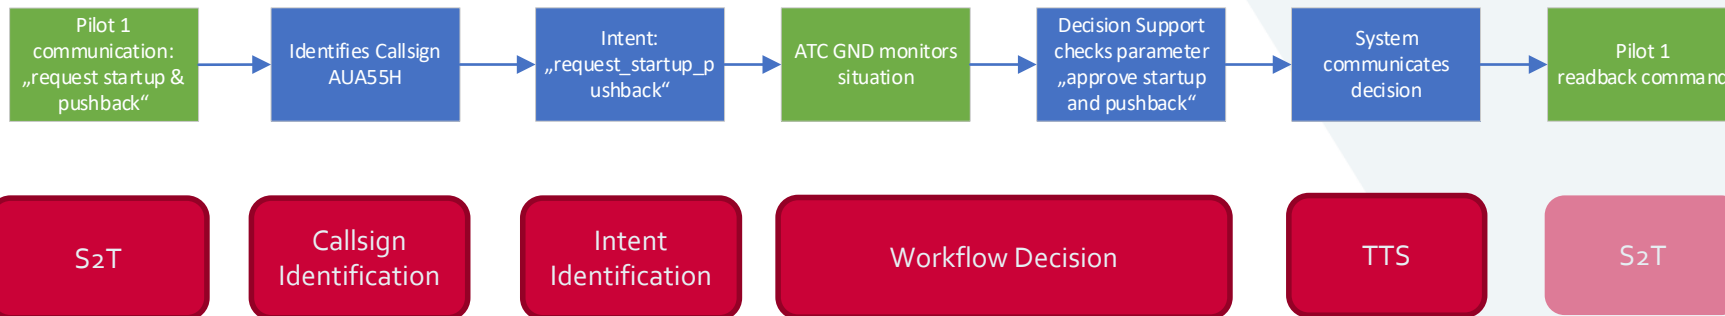 Pilot 1
communication:
„request startup &
pushback“
Identifies Callsign
AUA55H
Intent:
„request_startup_p
ushback“
ATC GND monitors
situation
Decision Support
checks parameter
„approve startup
and pushback“
System
communicates
decision
Pilot 1
readback command
S2T
Callsign
Identification
Intent
Identification
Workflow Decision
TTS
S2T